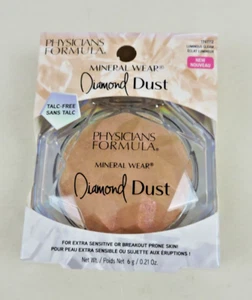 PHYSICIANS
FORMULA®
MINERAL WEAR®
Diamond Dust
NEW
NOUVEAU
TALC-FREE
SANS TALC
PHYSICIANS
FORMULA®
MINERAL WEAR®
Diamond Dust
FOR EXTRA SENSITIVE OR BREAKOUT PRONE SKIN!
POUR PEAU EXTRA SENSIBLE OU SUJETTE AUX ÉRUPTIONS !
Net Wt. / Poids Net 6 g / 0.21 Oz.